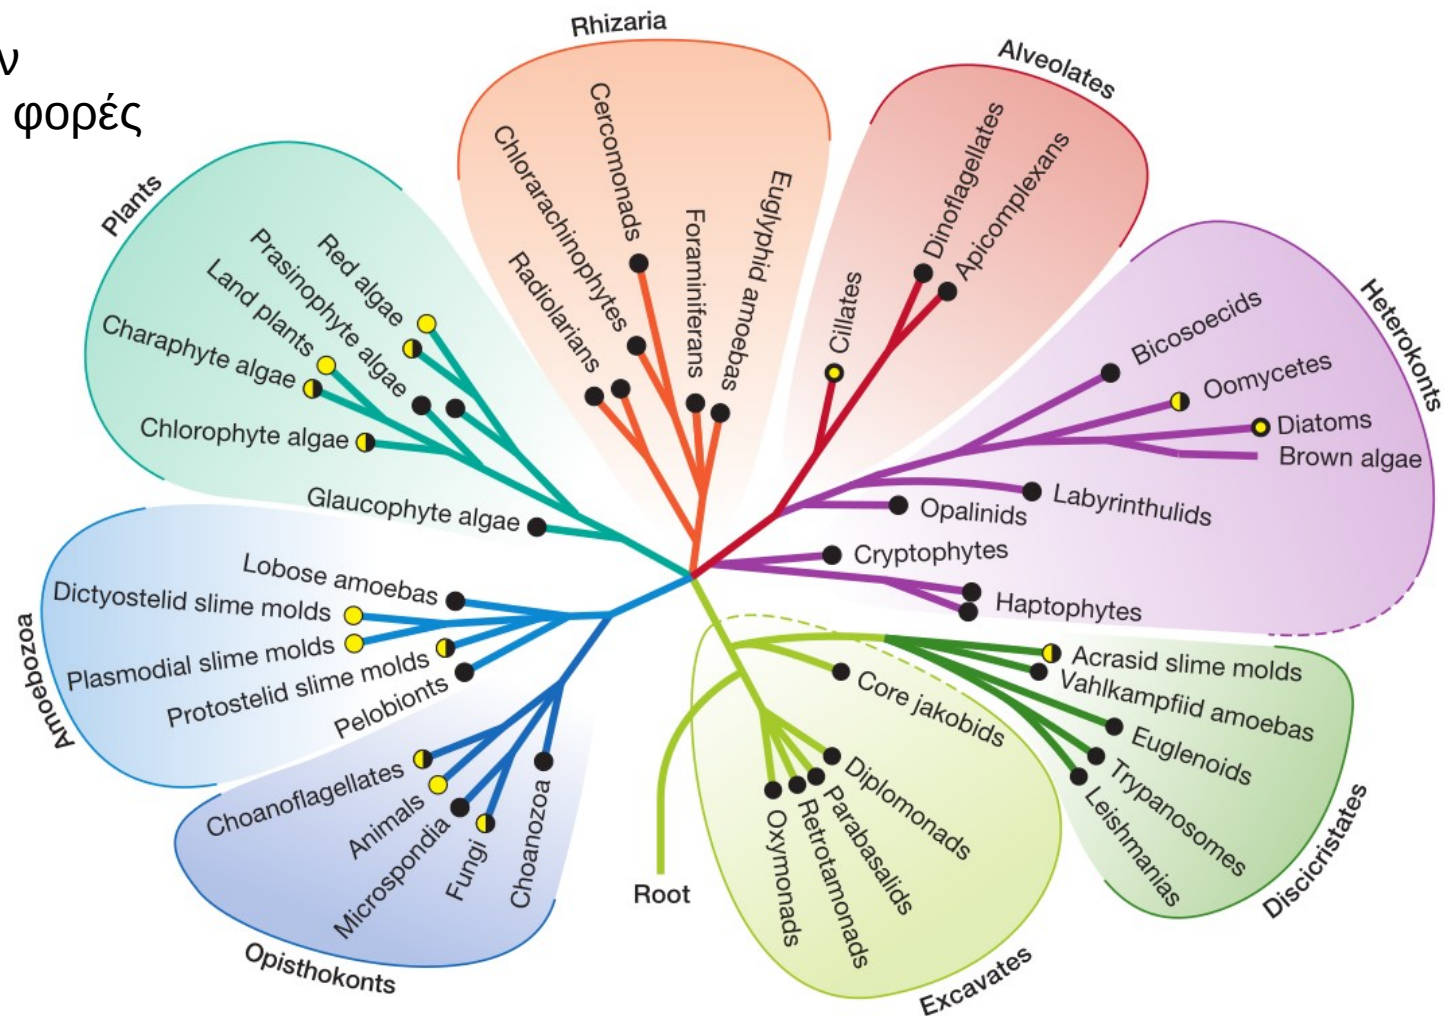 ν
φορές
Rhizaria
Cercomonads
Chlorarachinophytes
Radiolarians
Foraminiferans
Euglyphid amoebas
Alveolates
Dinoflagellates
Apicomplexans
Cillates
Plants
Red algae
Prasinophyte algae
Land plants
Charaphyte algae
Chlorophyte algae
Glaucophyte algae
Heterokonts
Bicosoecids
Oomycetes
Diatoms
Brown algae
Labyrinthulids
Opalinids
Cryptophytes
Haptophytes
Amoebozoa
Lobose amoebas
Dictyostelid slime molds
Plasmodial slime molds
Protostelid slime molds
Pelobionts
Opisthokonts
Choanoflagellates
Animals
Microspondia
Fungi
Choanozoa
Root
Excavates
Core jakobids
Diplomonads
Parabasalids
Retrotamonds
Oxymonads
Discicristates
Acrasid slime molds
Vahlkampfiid amoebas
Euglenoids
Trypanosomes
Leishmanias